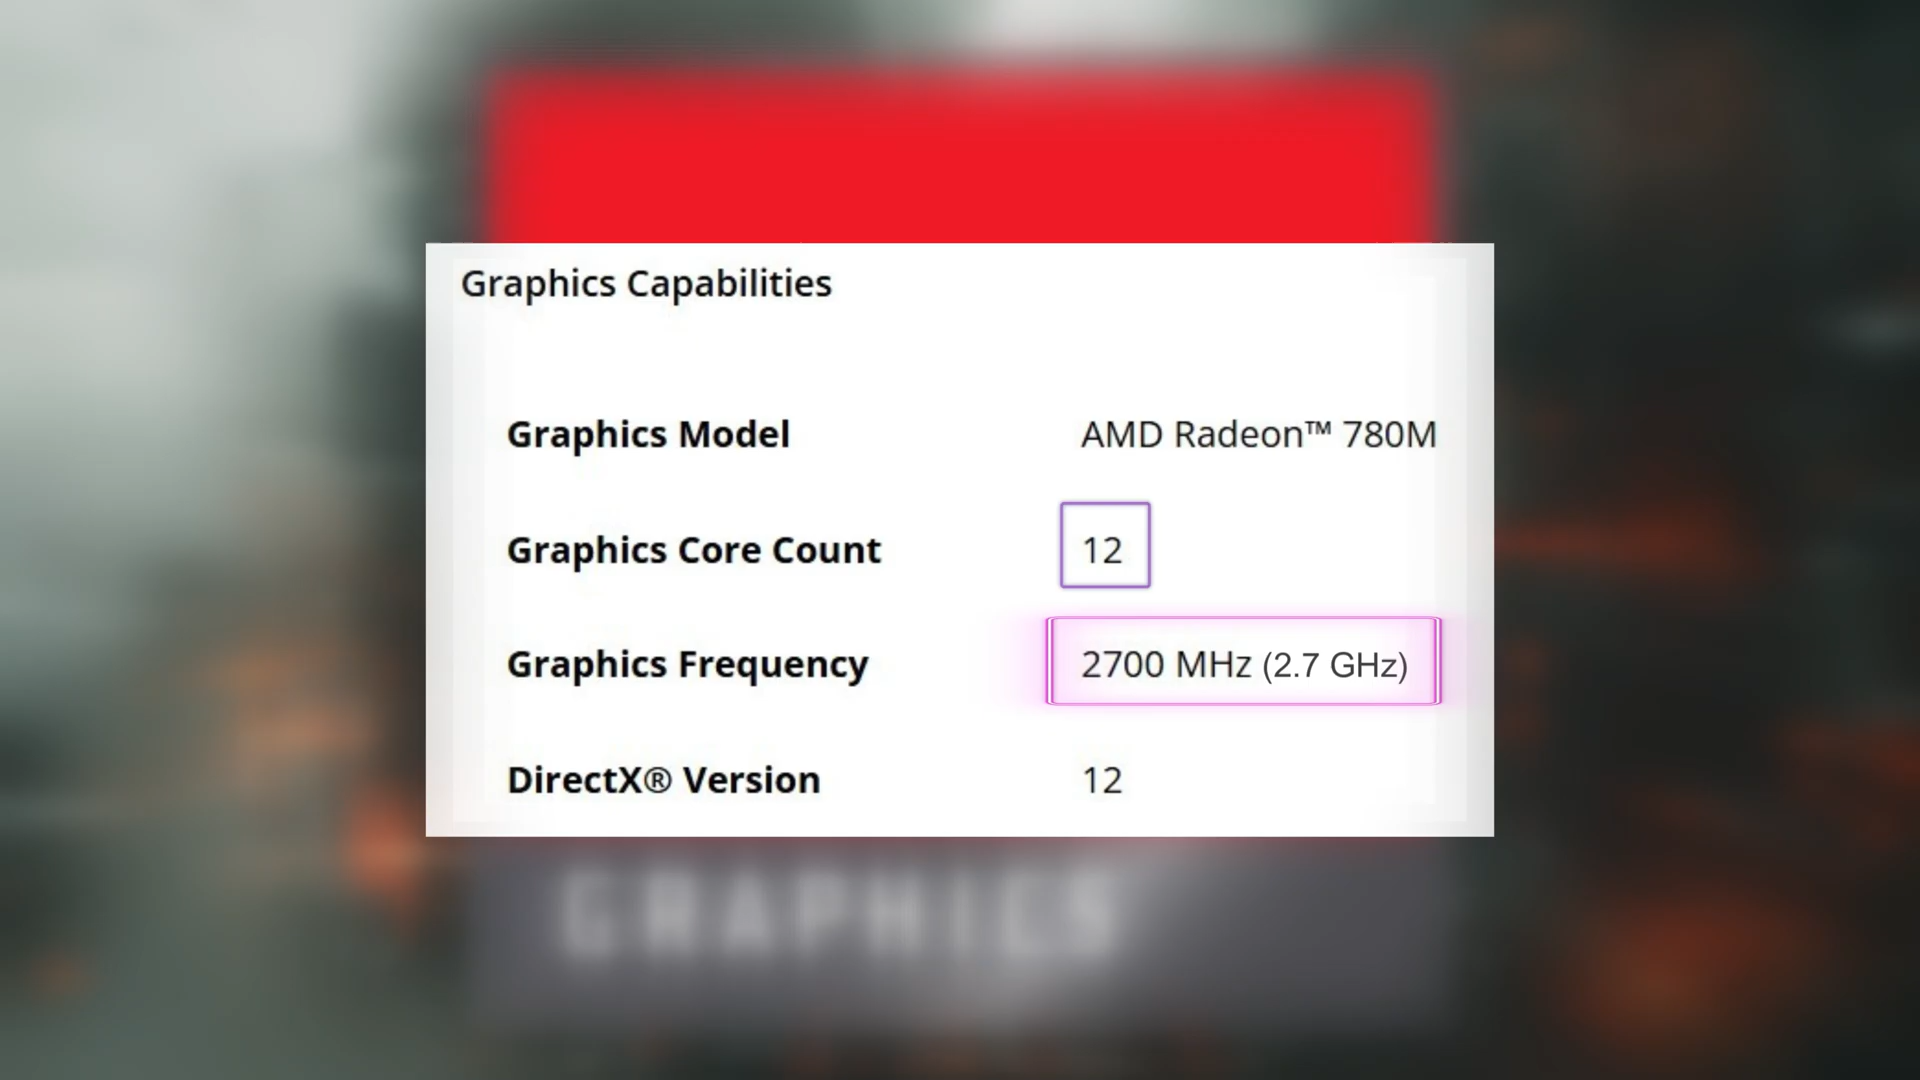 Graphics Capabilities
Graphics Model AMD Radeon™ 780M
Graphics Core Count 12
Graphics Frequency 2700 MHz (2.7 GHz)
DirectX® Version 12
GRAPHICS